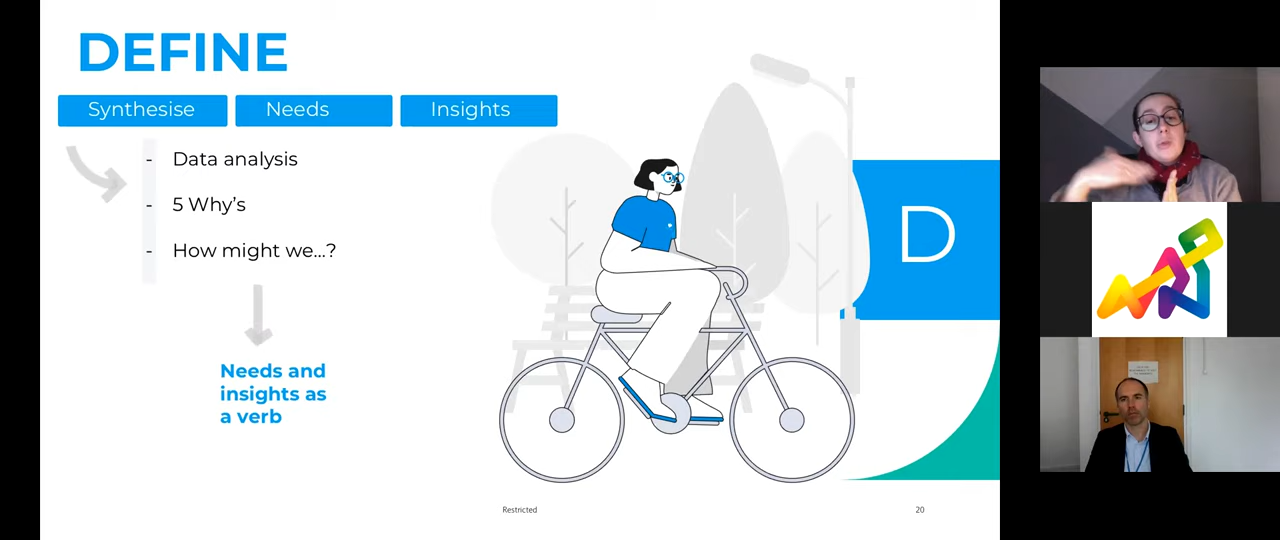 DEFINE
Synthesise
Needs
Insights
- Data analysis
- 5 Why's
- How might we...?
Needs and
insights as
a verb
D
Restricted
20